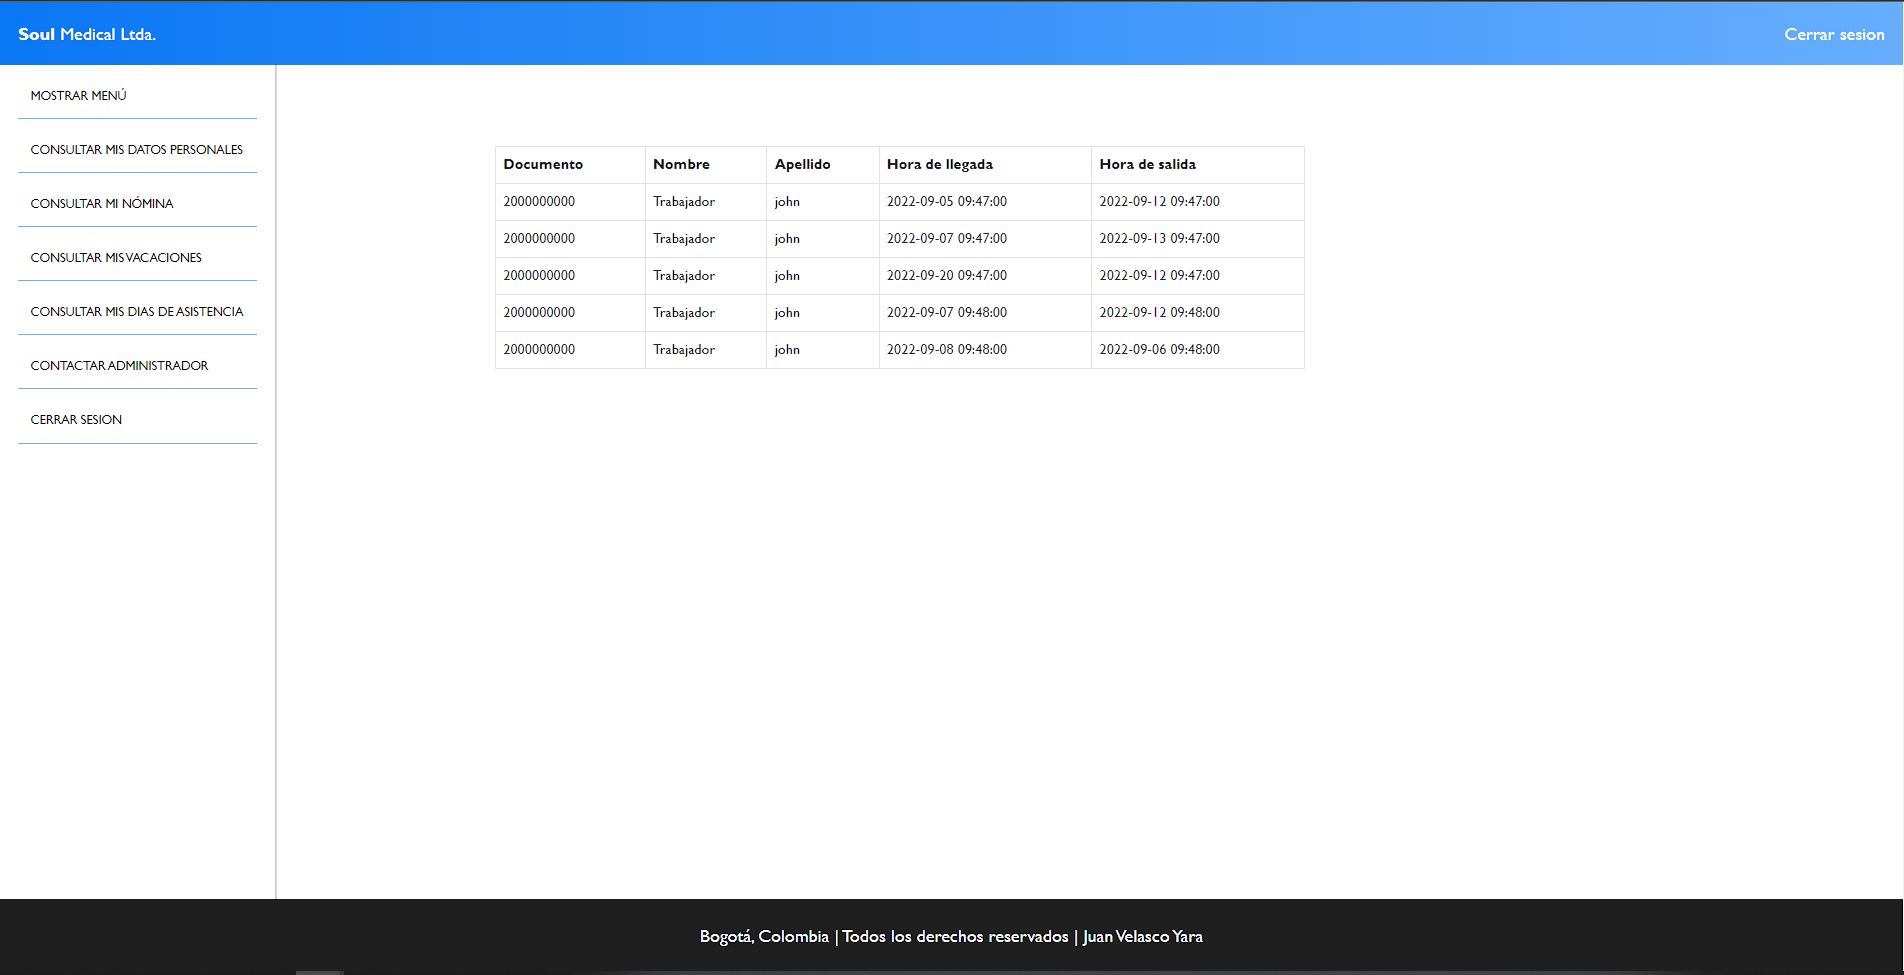 Soul Medical Ltda.
Cerrar sesion
MOSTRAR MENÚ
CONSULTAR MIS DATOS PERSONALES
CONSULTAR MI NÓMINA
CONSULTAR MIS VACACIONES
CONSULTAR MIS DIAS DE ASISTENCIA
CONTACTAR ADMINISTRADOR
CERRAR SESION
Documento Nombre Apellido Hora de llegada Hora de salida
2000000000 Trabajador john 2022-09-05 09:47:00 2022-09-12 09:47:00
2000000000 Trabajador john 2022-09-07 09:47:00 2022-09-13 09:47:00
2000000000 Trabajador john 2022-09-20 09:47:00 2022-09-12 09:47:00
2000000000 Trabajador john 2022-09-07 09:48:00 2022-09-12 09:48:00
2000000000 Trabajador john 2022-09-08 09:48:00 2022-09-06 09:48:00
Bogotá, Colombia | Todos los derechos reservados | Juan Velasco Yara